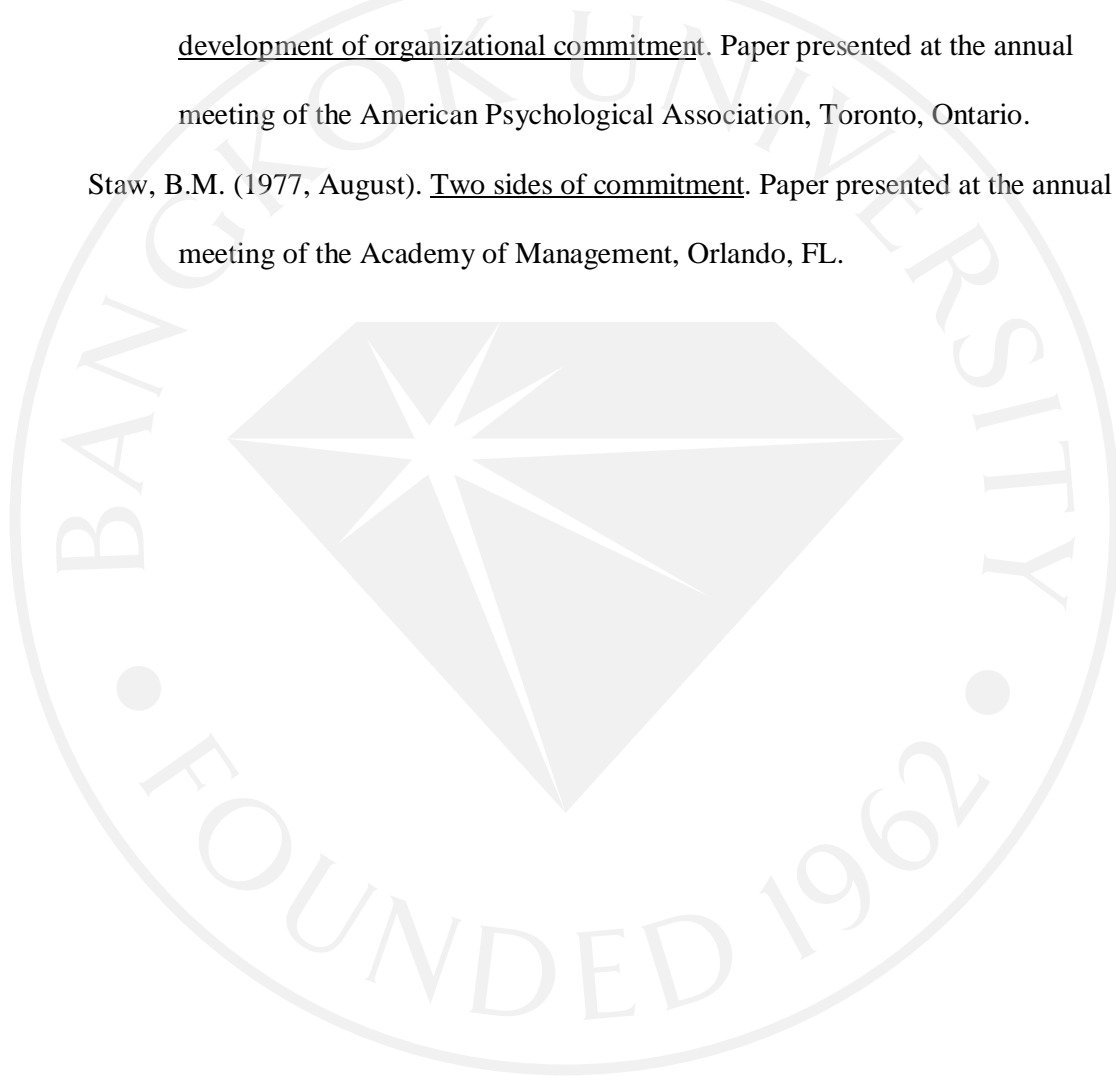 development of organizational commitment. Paper presented at the annual
meeting of the American Psychological Association, Toronto, Ontario.
Staw, B.M. (1977, August). Two sides of commitment. Paper presented at the annual
meeting of the Academy of Management, Orlando, FL.
BANGKOK UNIVERSITY
FOUNDED 1962